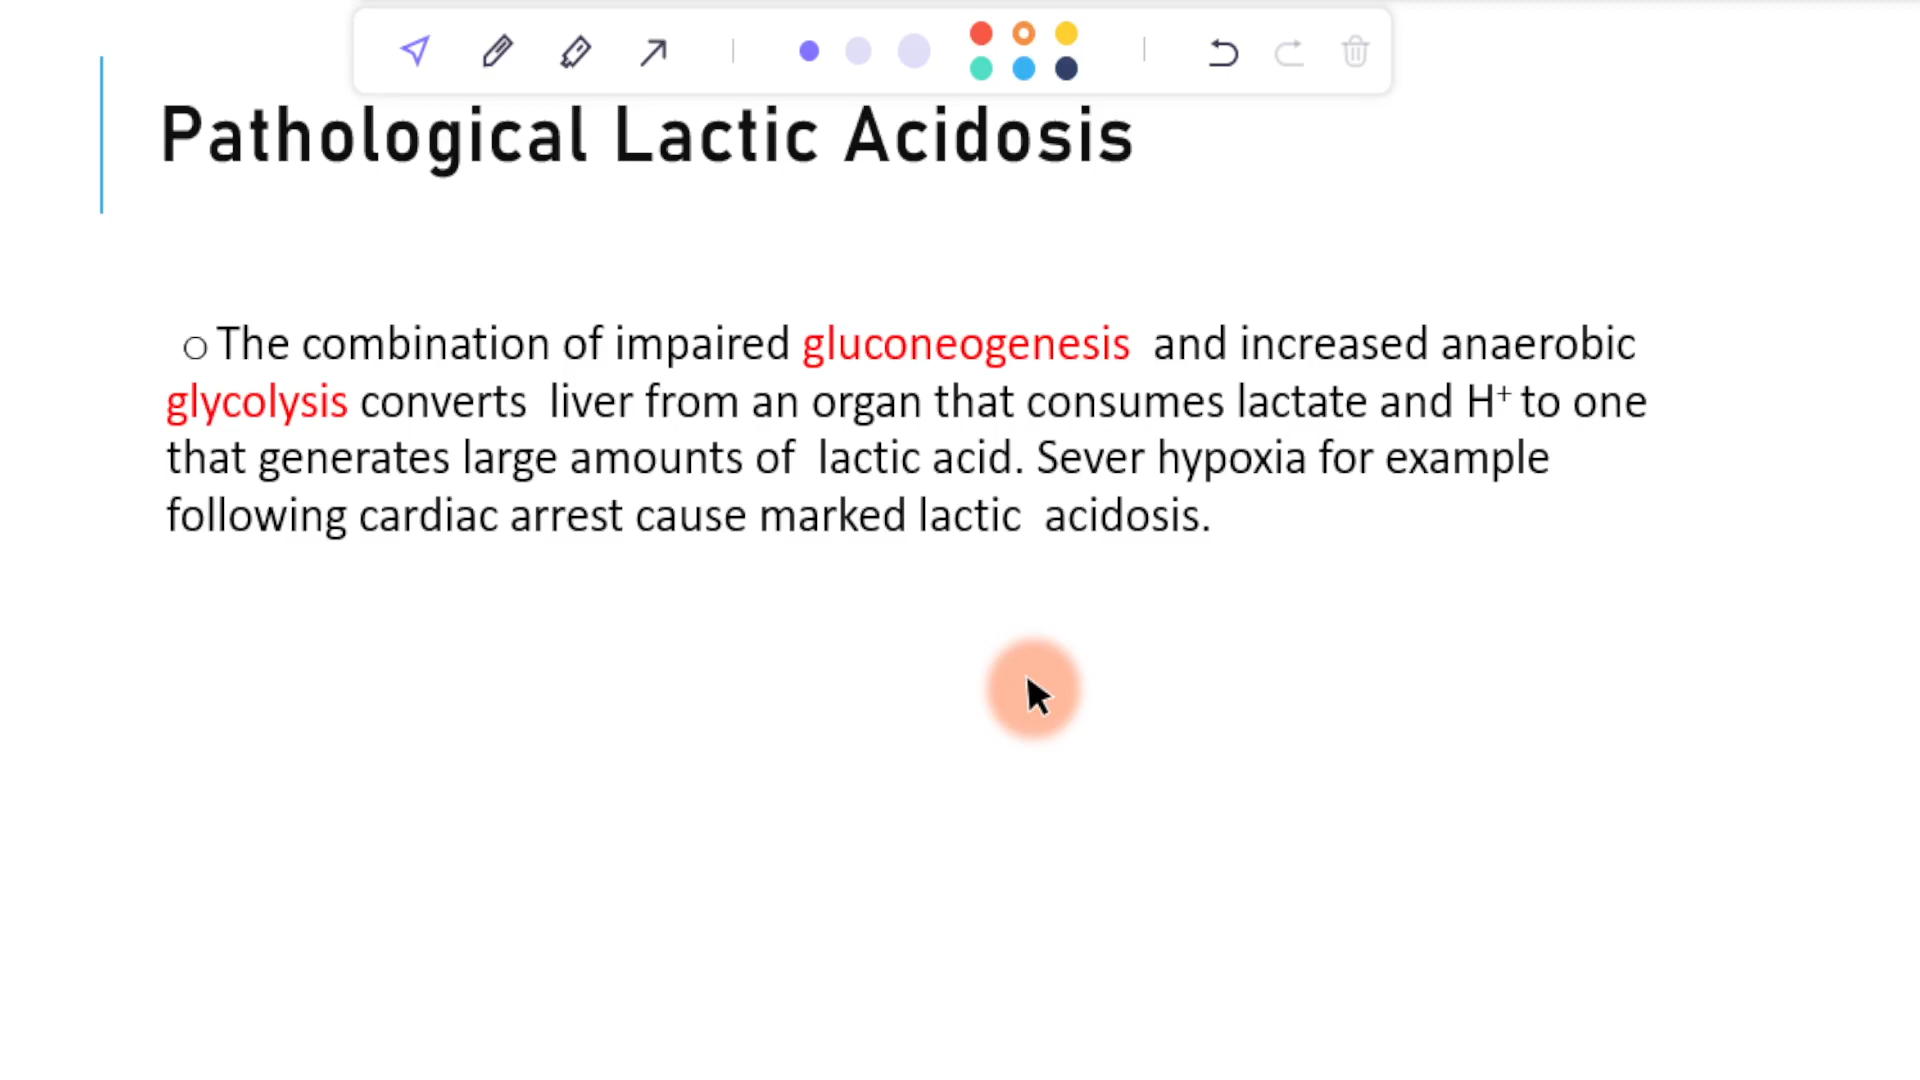 Pathological Lactic Acidosis
o The combination of impaired gluconeogenesis and increased anaerobic
glycolysis converts liver from an organ that consumes lactate and H⁺ to one
that generates large amounts of lactic acid. Sever hypoxia for example
following cardiac arrest cause marked lactic acidosis.